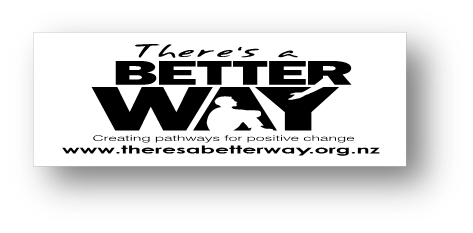 There's a
BETTER
WAY
Creating pathways for positive change
www.theresabetterway.org.nz